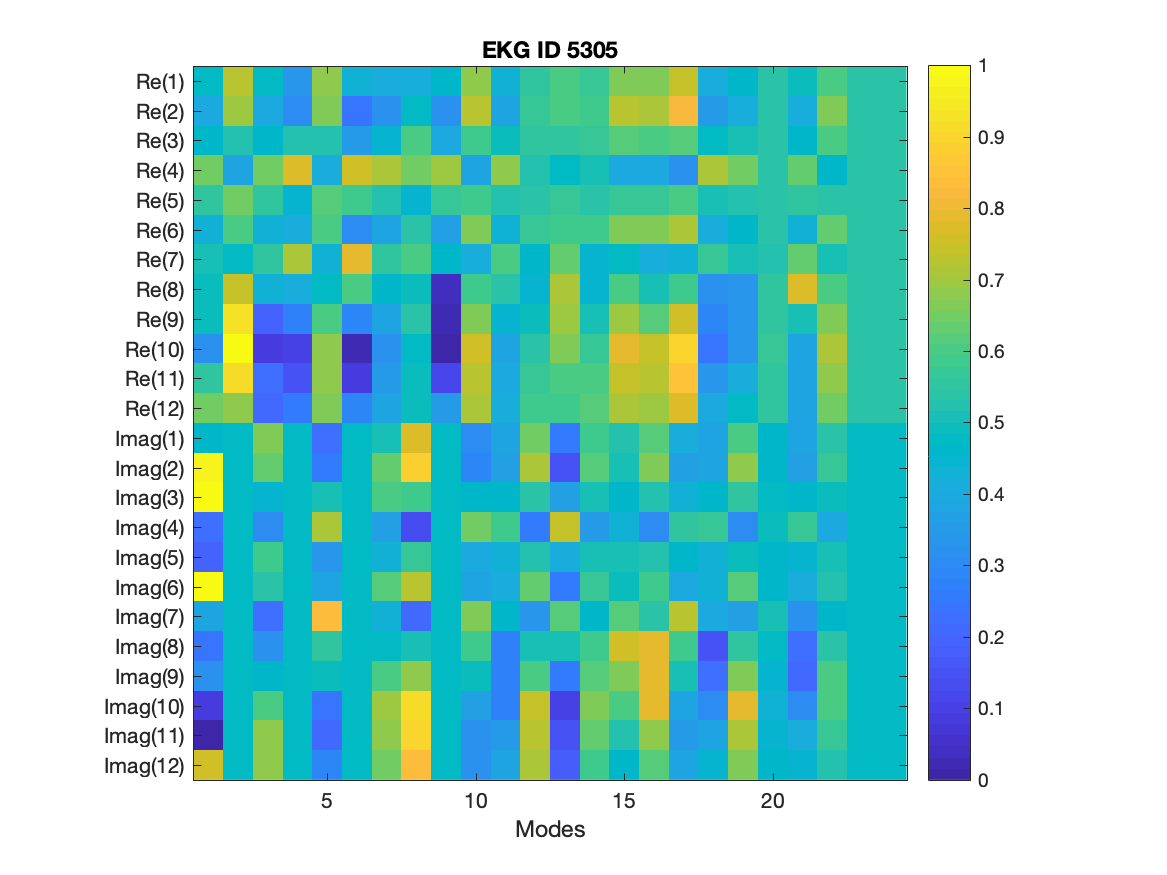 EKG ID 5305
Re(1)
Re(2)
Re(3)
Re(4)
Re(5)
Re(6)
Re(7)
Re(8)
Re(9)
Re(10)
Re(11)
Re(12)
Imag(1)
Imag(2)
Imag(3)
Imag(4)
Imag(5)
Imag(6)
Imag(7)
Imag(8)
Imag(9)
Imag(10)
Imag(11)
Imag(12)
5 10 15 20
Modes
1
0.9
0.8
0.7
0.6
0.5
0.4
0.3
0.2
0.1
0